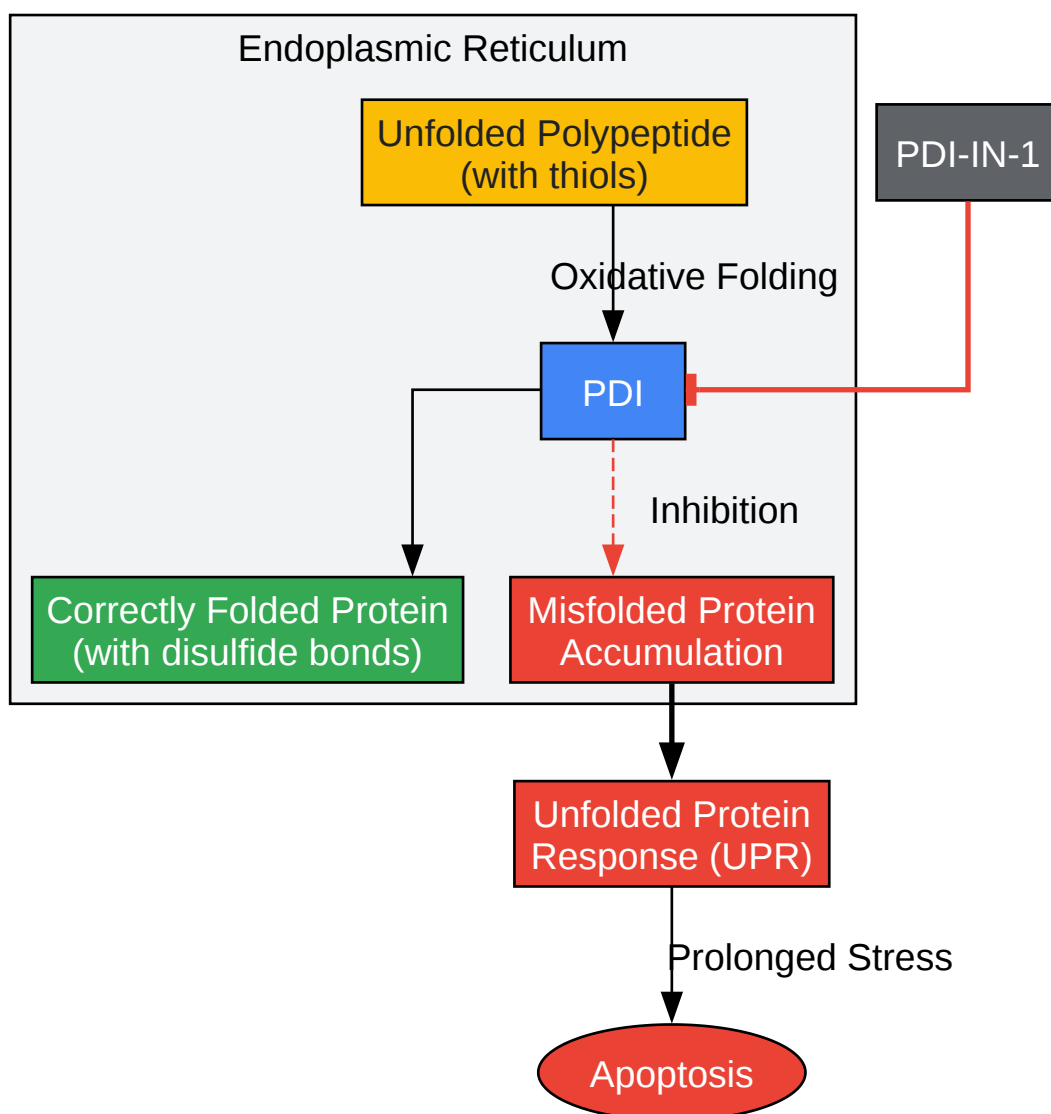 Endoplasmic Reticulum
Unfolded Polypeptide
(with thiols)
PDI-IN-1
Oxidative Folding
PDI
Inhibition
Correctly Folded Protein
(with disulfide bonds)
Misfolded Protein
Accumulation
Unfolded Protein
Response (UPR)
Prolonged Stress
Apoptosis